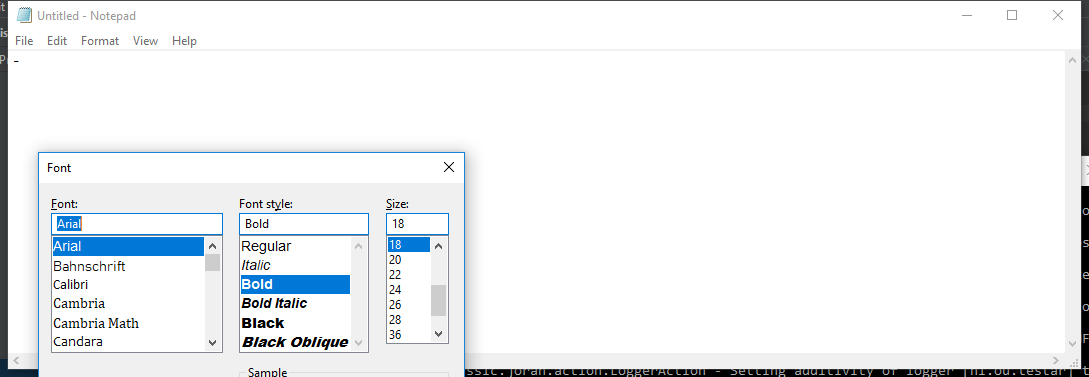 Untitled - Notepad
File Edit Format View Help
-
Font
Font: Font style: Size:
Arial Bold 18
Arial Regular 18
Bahnschrift Italic 20
Calibri Bold 22
Cambria Bold Italic 24
Cambria Math Black 26
Candara Black Oblique 28
36
Sample
ssic.joran.action.LoggerAction - Setting additivity of logger [nl.ou.testar] t